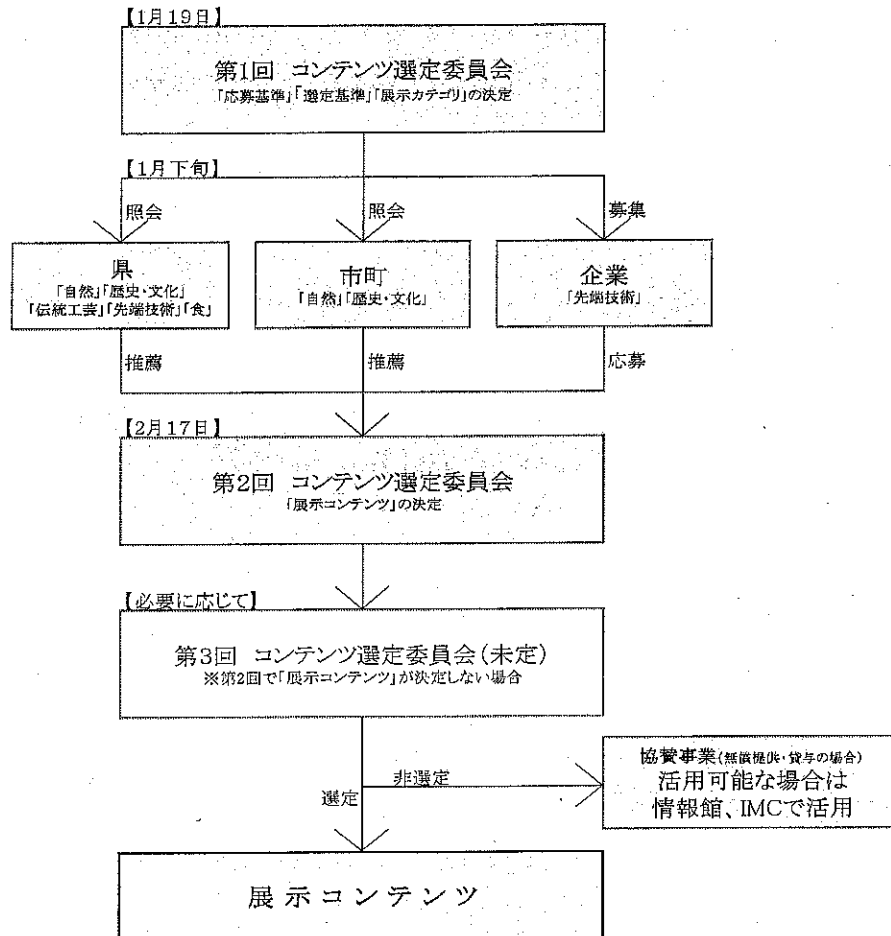 【1月19日】
第1回 コンテンツ選定委員会
「応募基準」「選定基準」「展示カテゴリ」の決定
【1月下旬】
照会
照会
募集
県
「自然」「歴史・文化」
「伝統工芸」「先端技術」「食」
市町
「自然」「歴史・文化」
企業
「先端技術」
推薦
推薦
応募
【2月17日】
第2回 コンテンツ選定委員会
「展示コンテンツ」の決定
【必要に応じて】
第3回 コンテンツ選定委員会(未定)
※第2回で「展示コンテンツ」が決定しない場合
非選定
選定
協賛事業(無償提供・貸与の場合)
活用可能な場合は
情報館、IMCで活用
展示コンテンツ